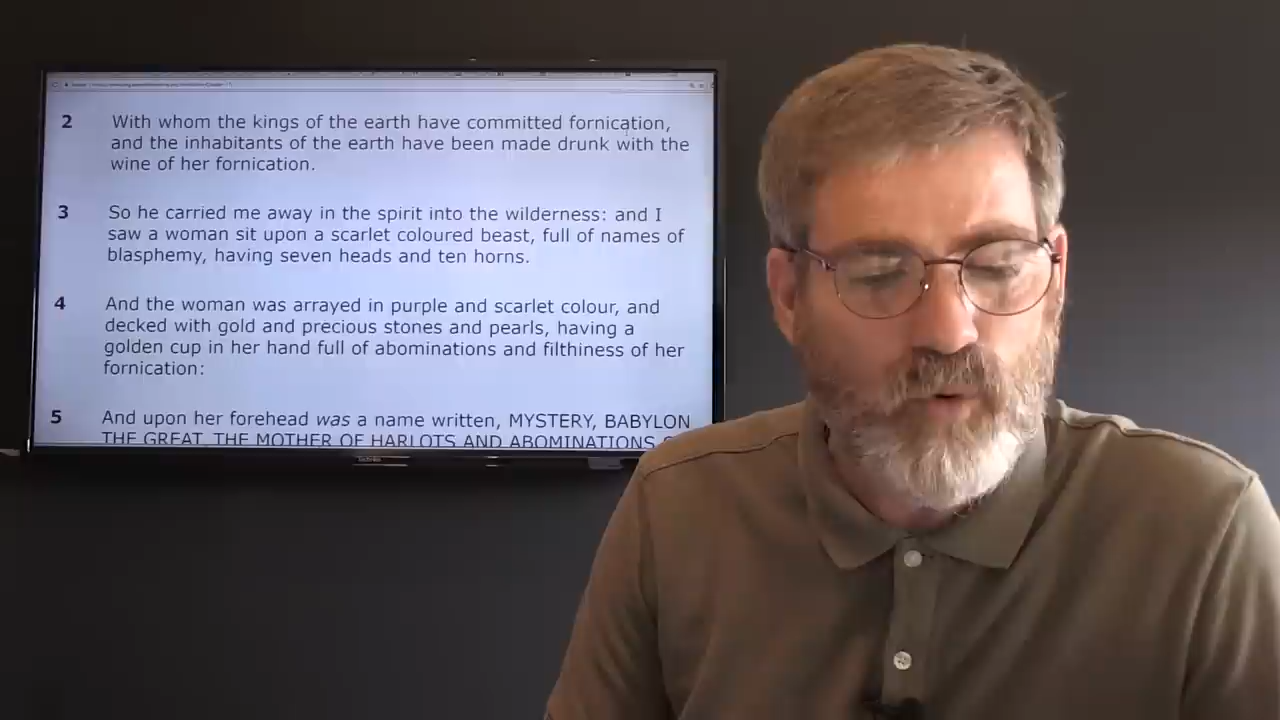 2 With whom the kings of the earth have committed fornication,
and the inhabitants of the earth have been made drunk with the
wine of her fornication.
3 So he carried me away in the spirit into the wilderness: and I
saw a woman sit upon a scarlet coloured beast, full of names of
blasphemy, having seven heads and ten horns.
4 And the woman was arrayed in purple and scarlet colour, and
decked with gold and precious stones and pearls, having a
golden cup in her hand full of abominations and filthiness of her
fornication:
5 And upon her forehead was a name written, MYSTERY, BABYLON
THE GREAT, THE MOTHER OF HARLOTS AND ABOMINATIONS